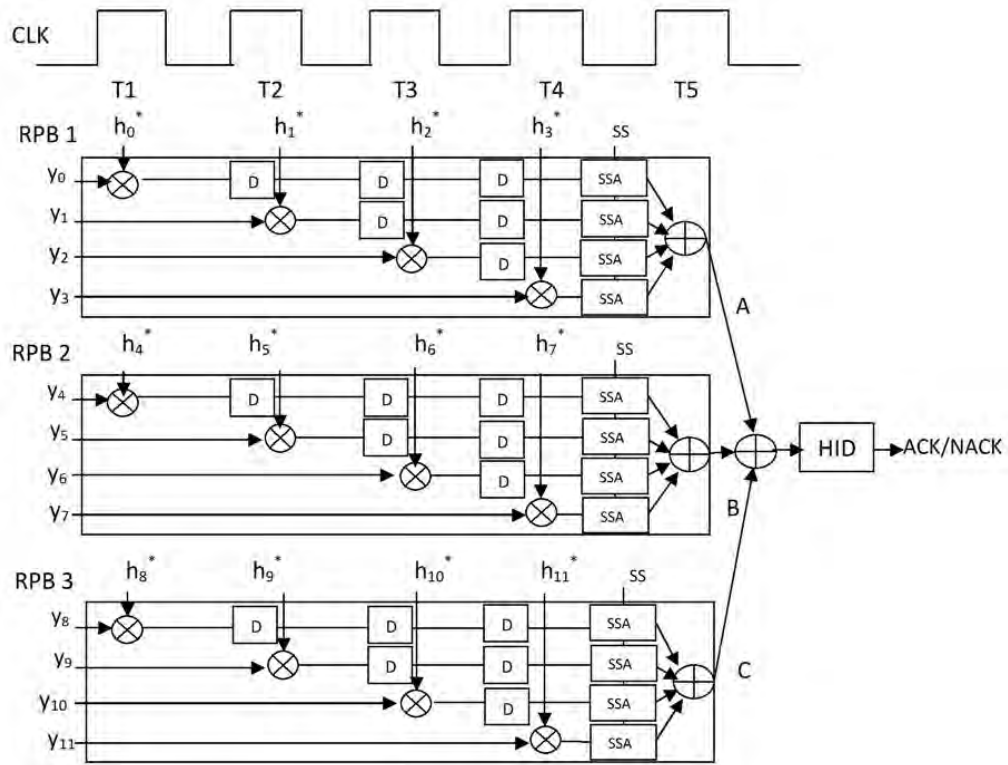 CLK
T1 T2 T3 T4 T5
RPB 1 h₀* h₁* h₂* h₃* SS
y₀ D D D SSA
y₁ D D SSA
y₂ D SSA
y₃ SSA
A
RPB 2 h₄* h₅* h₆* h₇* SS
y₄ D D D SSA
y₅ D D SSA
y₆ D SSA
y₇ SSA
HID ACK/NACK
B
RPB 3 h₈* h₉* h₁₀* h₁₁* SS
y₈ D D D SSA
y₉ D D SSA
y₁₀ D SSA
y₁₁ SSA
C